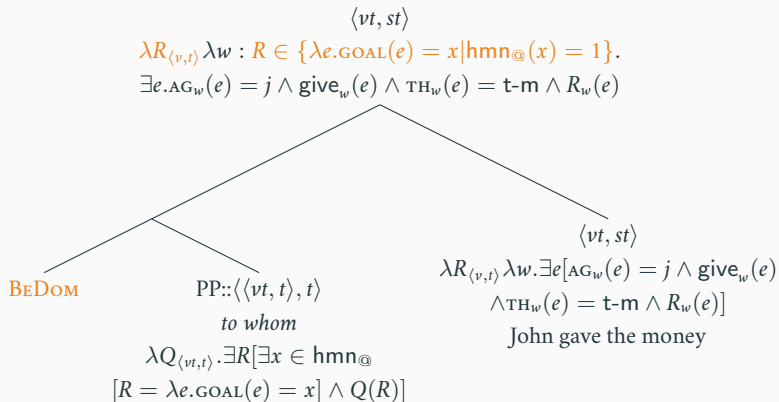 ⟨vt, st⟩
λR⟨v,t⟩λw : R ∈ {λe.GOAL(e) = x|hmn@(x) = 1}.
∃e.AGw(e) = j ∧ givew(e) ∧ THw(e) = t-m ∧ Rw(e)
BEDOM
PP::⟨⟨vt, t⟩, t⟩
to whom
λQ⟨vt,t⟩.∃R[∃x ∈ hmn@
[R = λe.GOAL(e) = x] ∧ Q(R)]
⟨vt, st⟩
λR⟨v,t⟩λw.∃e[AGw(e) = j ∧ givew(e)
∧THw(e) = t-m ∧ Rw(e)]
John gave the money